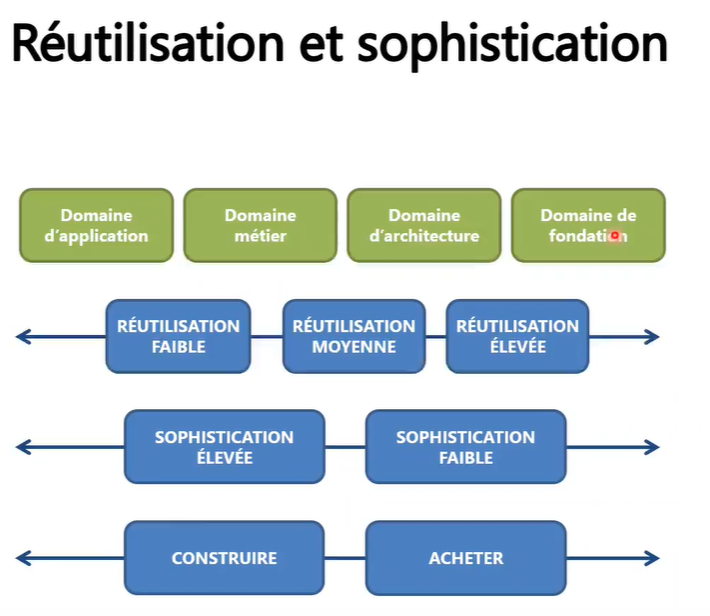 Réutilisation et sophistication
Domaine
d'application
Domaine
métier
Domaine
d'architecture
Domaine de
fondation
RÉUTILISATION
FAIBLE
RÉUTILISATION
MOYENNE
RÉUTILISATION
ÉLEVÉE
SOPHISTICATION
ÉLEVÉE
SOPHISTICATION
FAIBLE
CONSTRUIRE
ACHETER